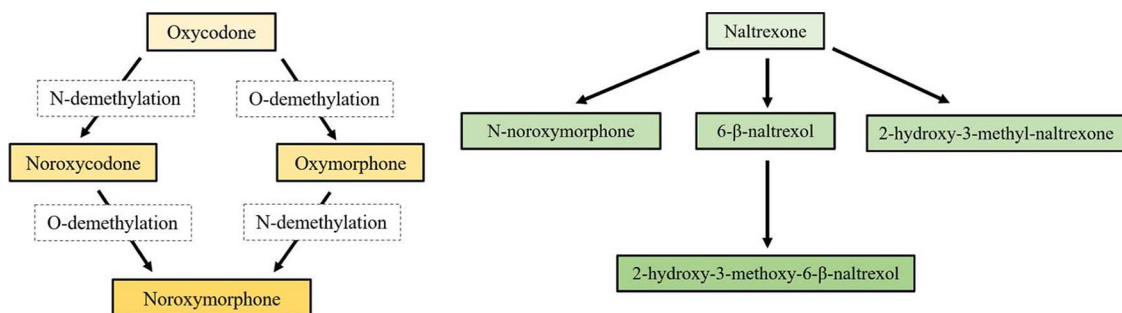 Oxycodone
N-demethylation
O-demethylation
Noroxycodone
Oxymorphone
O-demethylation
N-demethylation
Noroxymorphone
Naltrexone
N-noroxymorphone
6-β-naltrexol
2-hydroxy-3-methyl-naltrexone
2-hydroxy-3-methoxy-6-β-naltrexol